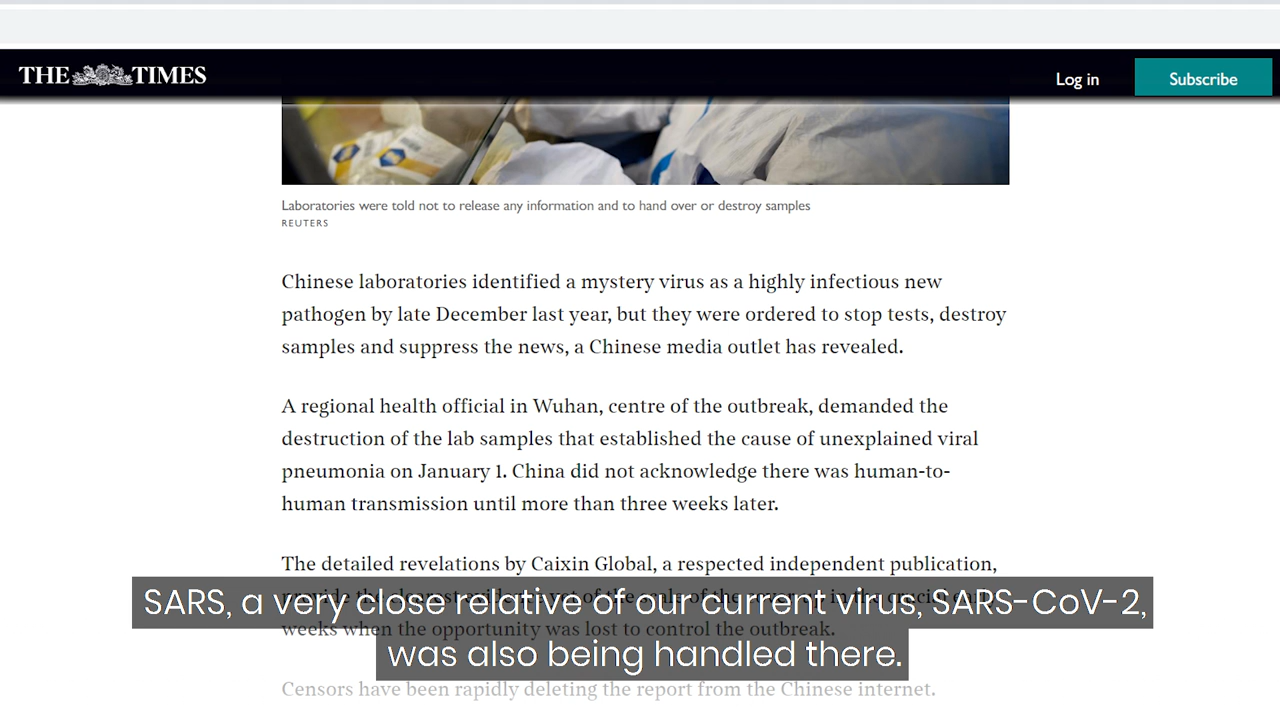 THE TIMES
Log in
Subscribe
Laboratories were told not to release any information and to hand over or destroy samples
REUTERS
Chinese laboratories identified a mystery virus as a highly infectious new
pathogen by late December last year, but they were ordered to stop tests, destroy
samples and suppress the news, a Chinese media outlet has revealed.
A regional health official in Wuhan, centre of the outbreak, demanded the
destruction of the lab samples that established the cause of unexplained viral
pneumonia on January 1. China did not acknowledge there was human-to-
human transmission until more than three weeks later.
The detailed revelations by Caixin Global, a respected independent publication,
SARS, a very close relative of our current virus, SARS-CoV-2,
weeks when the opportunity was lost to control the outbreak.
was also being handled there.
Censors have been rapidly deleting the report from the Chinese internet.